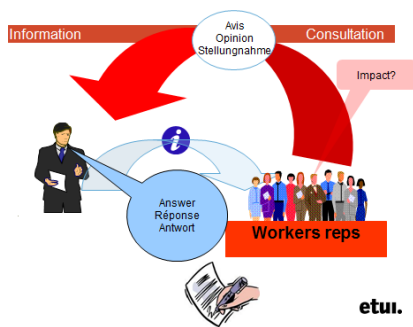 Information
Avis
Opinion
Stellungnahme
Consultation
Impact?
i
Answer
Réponse
Antwort
Workers reps
etui.